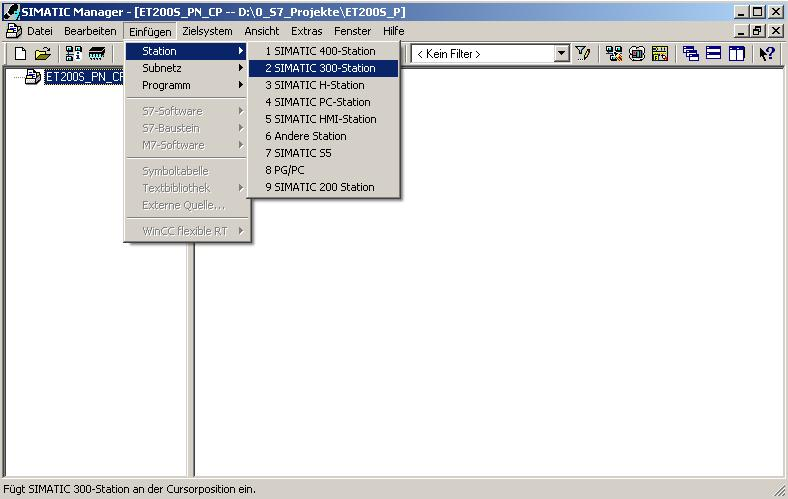 SIMATIC Manager - [ET200S_PN_CP -- D:\0_S7_Projekte\ET200S_P]
Datei Bearbeiten Einfügen Zielsystem Ansicht Extras Fenster Hilfe
< Kein Filter >
ET200S_PN_CP
Station
Subnetz
Programm
S7-Software
S7-Baustein
M7-Software
Symboltabelle
Textbibliothek
Externe Quelle...
WinCC flexible RT
1 SIMATIC 400-Station
2 SIMATIC 300-Station
3 SIMATIC H-Station
4 SIMATIC PC-Station
5 SIMATIC HMI-Station
6 Andere Station
7 SIMATIC S5
8 PG/PC
9 SIMATIC 200 Station
Fügt SIMATIC 300-Station an der Cursorposition ein.